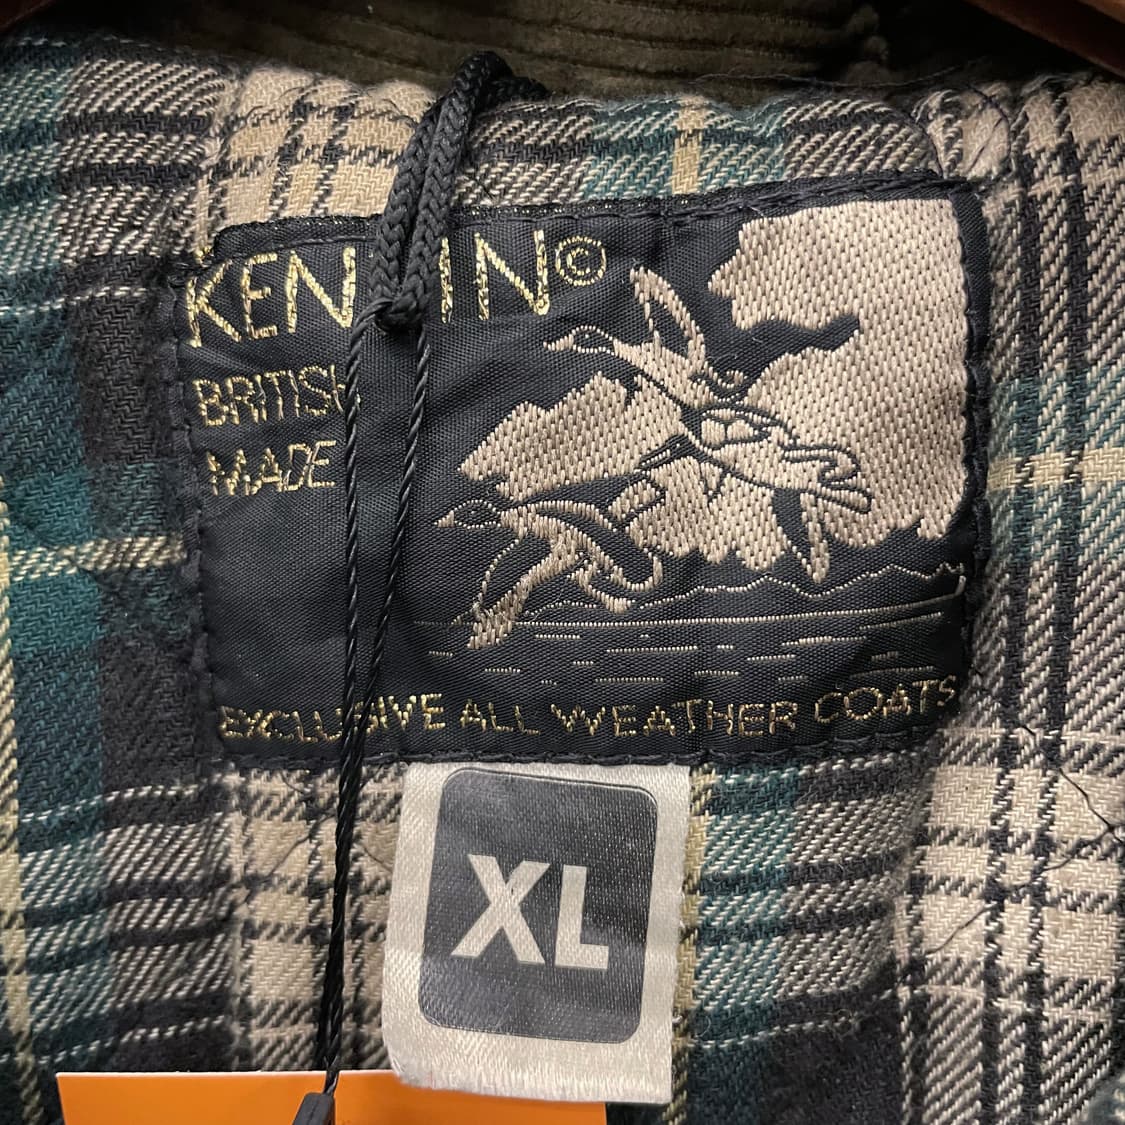 BRITISH
MADE
EXCLUSIVE ALL WEATHER COATS
XL